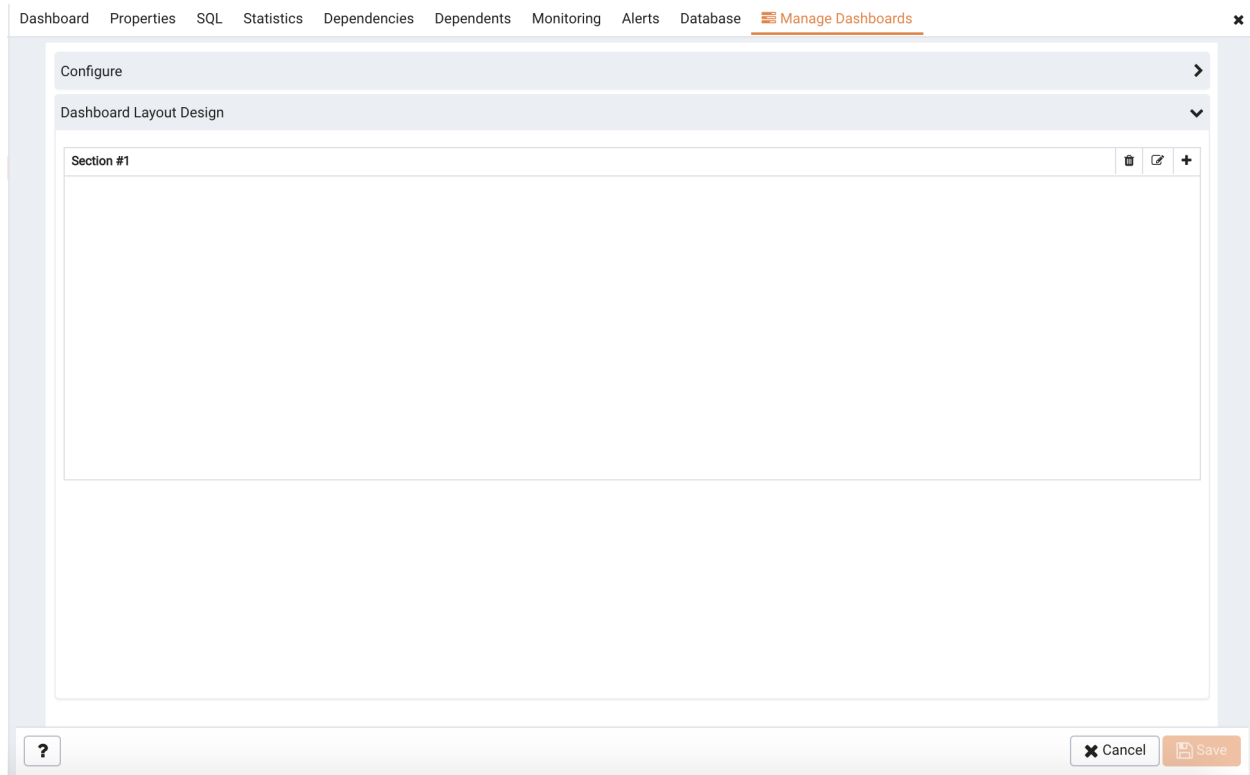 Dashboard Properties SQL Statistics Dependencies Dependents Monitoring Alerts Database Manage Dashboards
Configure
Dashboard Layout Design
Section #1
? Cancel Save